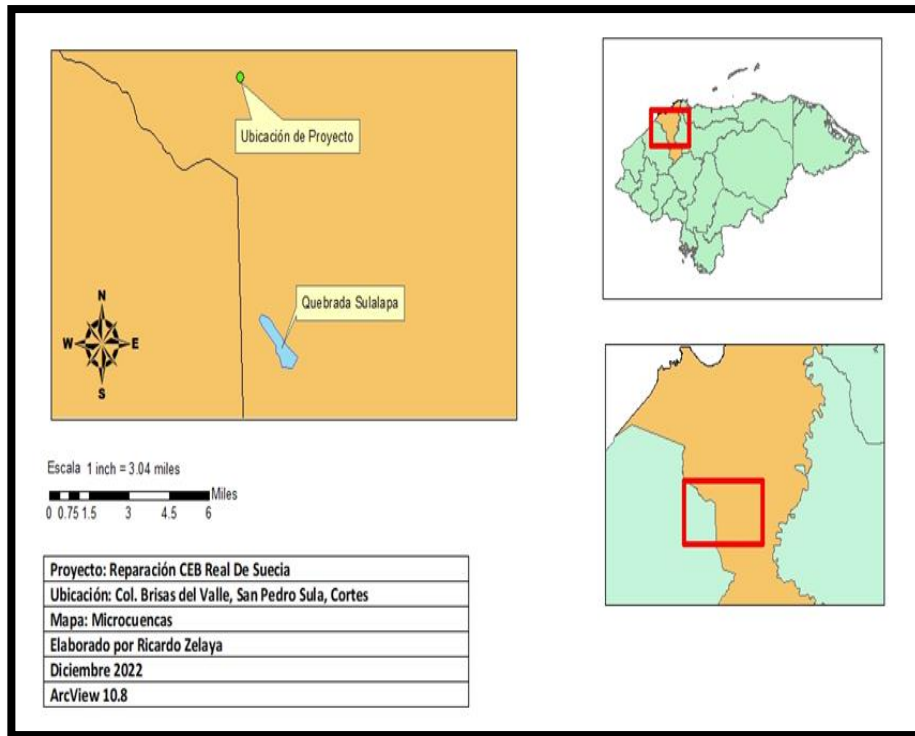 Ubicación de Proyecto
Quebrada Sulalapa
N
W E
S
Escala 1 inch = 3.04 miles
Miles
0 0.75 1.5 3 4.5 6
Proyecto: Reparación CEB Real De Suecia
Ubicación: Col. Brisas del Valle, San Pedro Sula, Cortes
Mapa: Microcuencas
Elaborado por Ricardo Zelaya
Diciembre 2022
ArcView 10.8